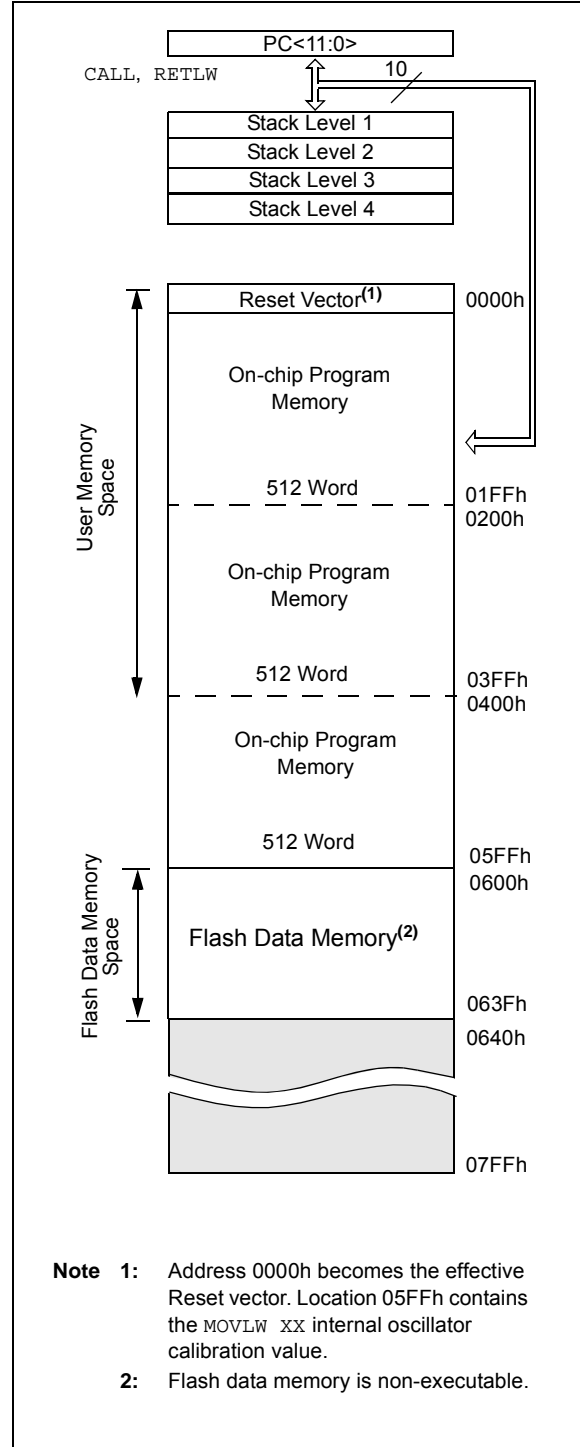 PC<11:0>
CALL, RETLW
10
Stack Level 1
Stack Level 2
Stack Level 3
Stack Level 4
Reset Vector(1)
0000h
On-chip Program
Memory
512 Word
01FFh
0200h
User Memory
Space
On-chip Program
Memory
512 Word
03FFh
0400h
On-chip Program
Memory
512 Word
05FFh
0600h
Flash Data Memory
Space
Flash Data Memory(2)
063Fh
0640h
07FFh
Note 1: Address 0000h becomes the effective
Reset vector. Location 05FFh contains
the MOVLW XX internal oscillator
calibration value.
2: Flash data memory is non-executable.